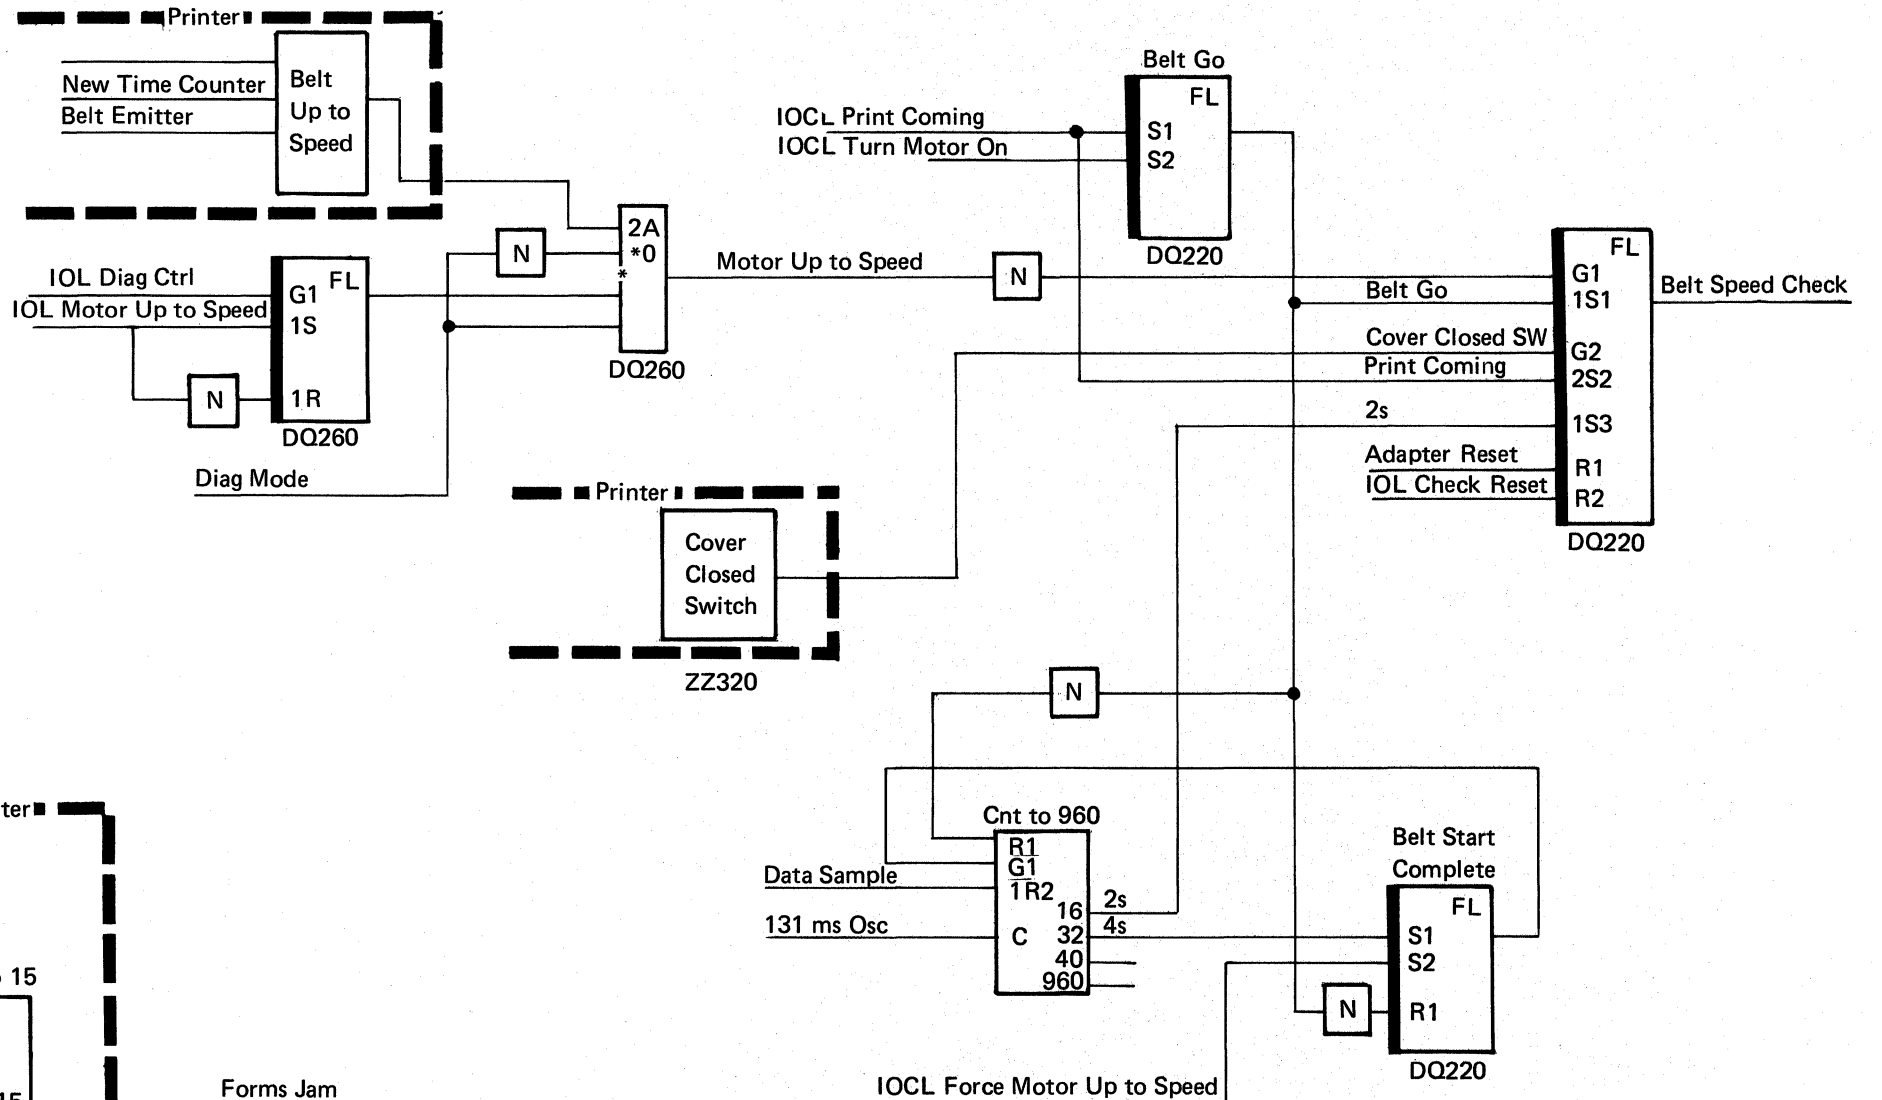 Printer
New Time Counter
Belt Emitter
Belt
Up to
Speed
IOL Diag Ctrl
IOL Motor Up to Speed
FL
G1
1S
1R
N
DQ260
Diag Mode
N
2A
*0
*
DQ260
Motor Up to Speed
N
IOCL Print Coming
IOCL Turn Motor On
Belt Go
FL
S1
S2
DQ220
Belt Go
Cover Closed SW
Print Coming
2s
Adapter Reset
IOL Check Reset
FL
G1
1S1
G2
2S2
1S3
R1
R2
DQ220
Belt Speed Check
Printer
Cover
Closed
Switch
ZZ320
N
Cnt to 960
R1
G1
1R2
16
C
32
40
960
Data Sample
131 ms Osc
2s
4s
Belt Start
Complete
FL
S1
S2
R1
N
DQ220
IOCL Force Motor Up to Speed
ter
15
15
Forms Jam